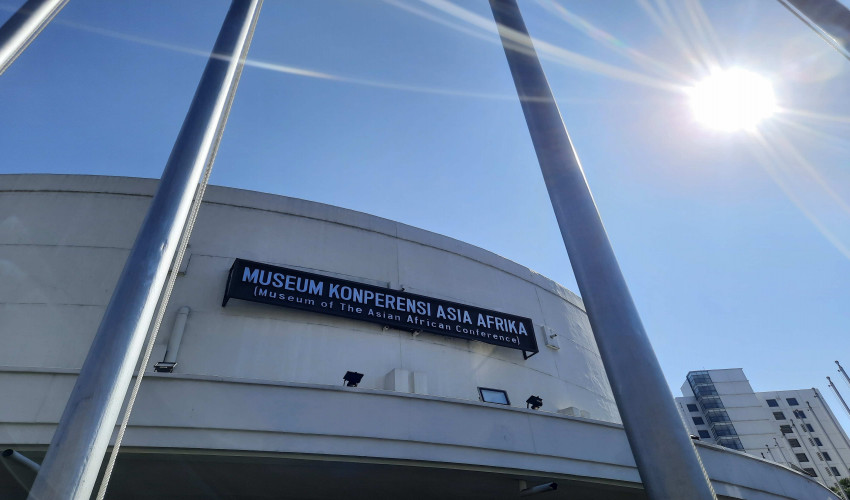 MUSEUM KONPERENSI ASIA AFRIKA
(Museum of The Asian African Conference)